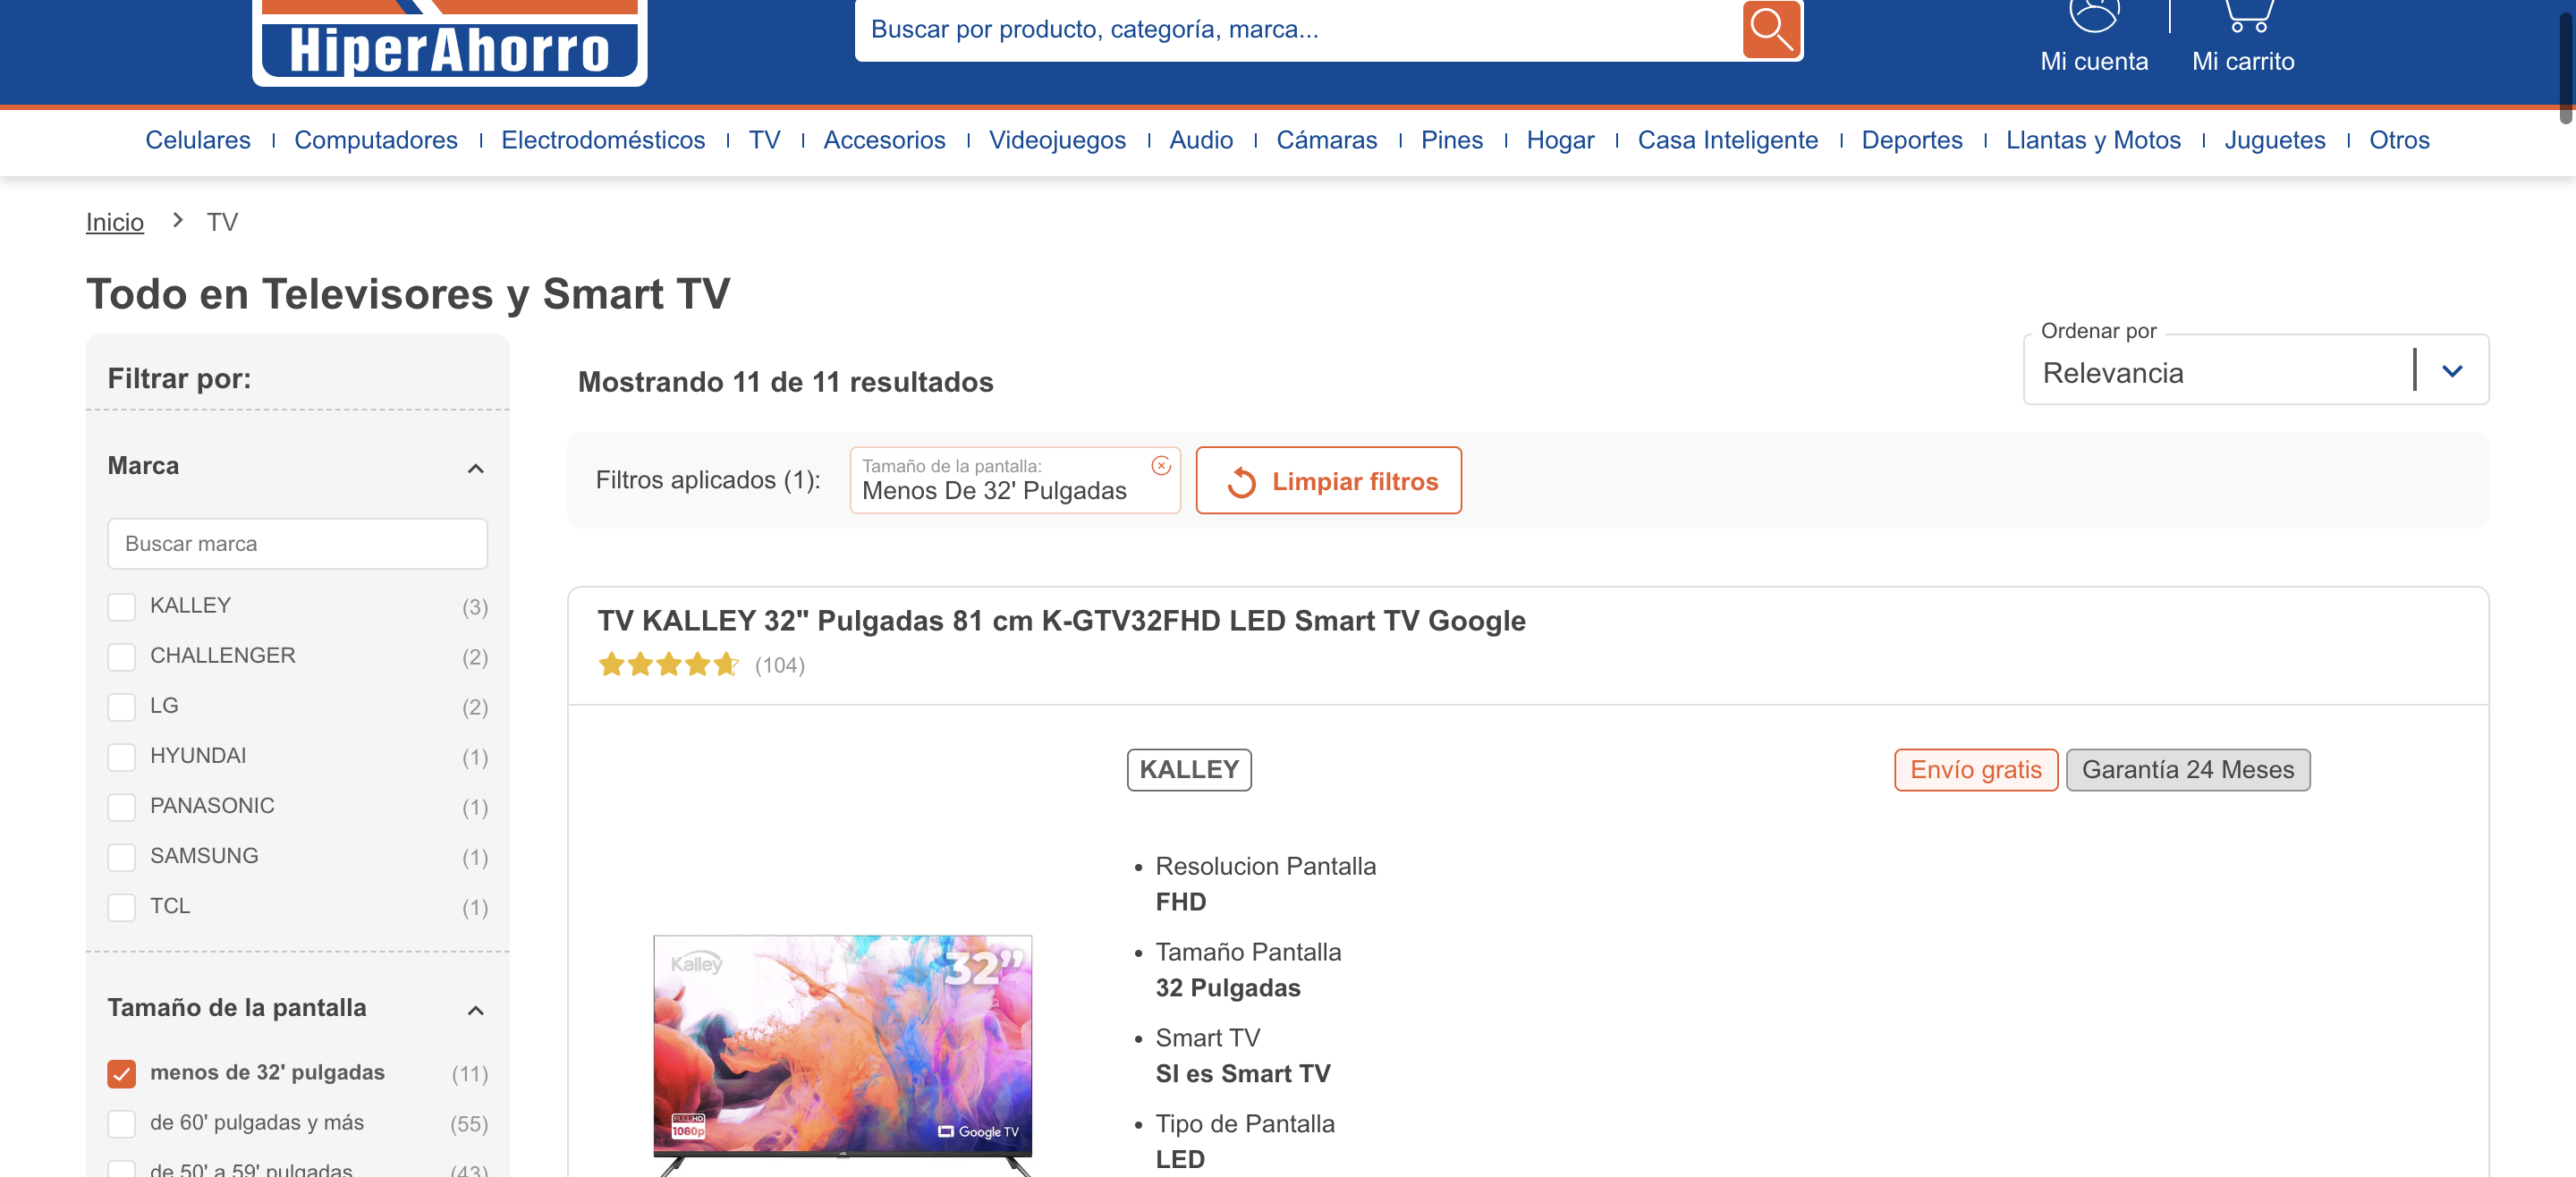 HiperAhorro
Buscar por producto, categoría, marca...
Mi cuenta
Mi carrito
Celulares
Computadores
Electrodomésticos
TV
Accesorios
Videojuegos
Audio
Cámaras
Pines
Hogar
Casa Inteligente
Deportes
Llantas y Motos
Juguetes
Otros
Inicio > TV
Todo en Televisores y Smart TV
Filtrar por:
Marca
Buscar marca
KALLEY (3)
CHALLENGER (2)
LG (2)
HYUNDAI (1)
PANASONIC (1)
SAMSUNG (1)
TCL (1)
Tamaño de la pantalla
menos de 32' pulgadas (11)
de 60' pulgadas y más (55)
de 50' a 59' pulgadas (43)
Mostrando 11 de 11 resultados
Ordenar por
Relevancia
Filtros aplicados (1):
Tamaño de la pantalla:
Menos De 32' Pulgadas
Limpiar filtros
TV KALLEY 32" Pulgadas 81 cm K-GTV32FHD LED Smart TV Google
(104)
KALLEY
Envío gratis
Garantía 24 Meses
Kalley
32”
FULL HD
1080p
Google TV
Resolucion Pantalla
FHD
Tamaño Pantalla
32 Pulgadas
Smart TV
SI es Smart TV
Tipo de Pantalla
LED